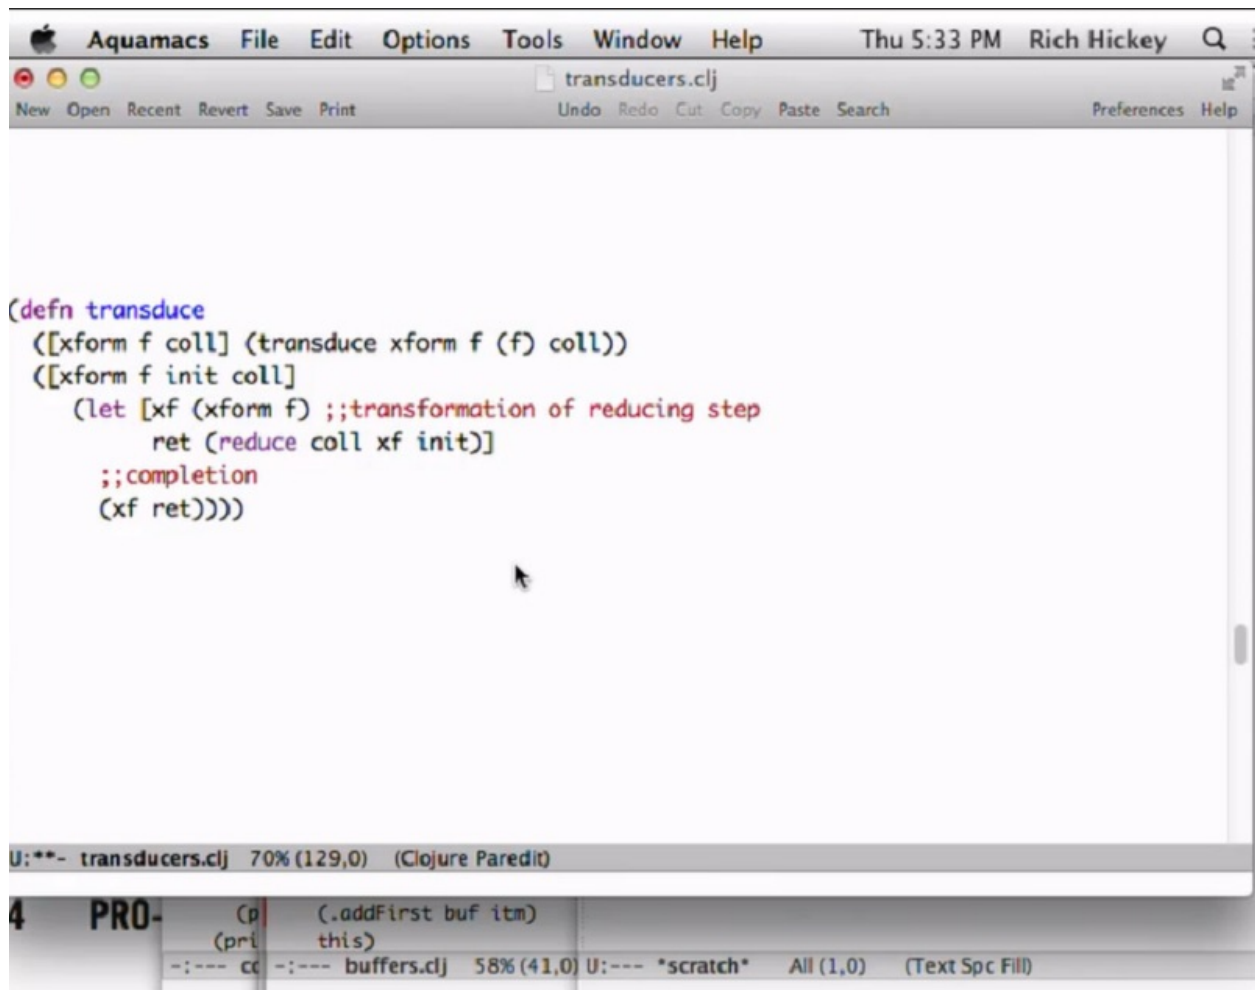 Aquamacs File Edit Options Tools Window Help Thu 5:33 PM Rich Hickey
transducers.clj
New Open Recent Revert Save Print Undo Redo Cut Copy Paste Search Preferences Help
(defn transduce
  ([xform f coll] (transduce xform f (f) coll))
  ([xform f init coll]
     (let [xf (xform f) ;;transformation of reducing step
           ret (reduce coll xf init)]
       ;;completion
       (xf ret))))
U:**- transducers.clj 70% (129,0) (Clojure Paredit)
4 PRO- (p (.addFirst buf itm)
(pri this)
-:--- cc -:--- buffers.clj 58% (41,0) U:--- *scratch* All (1,0) (Text Spc Fill)